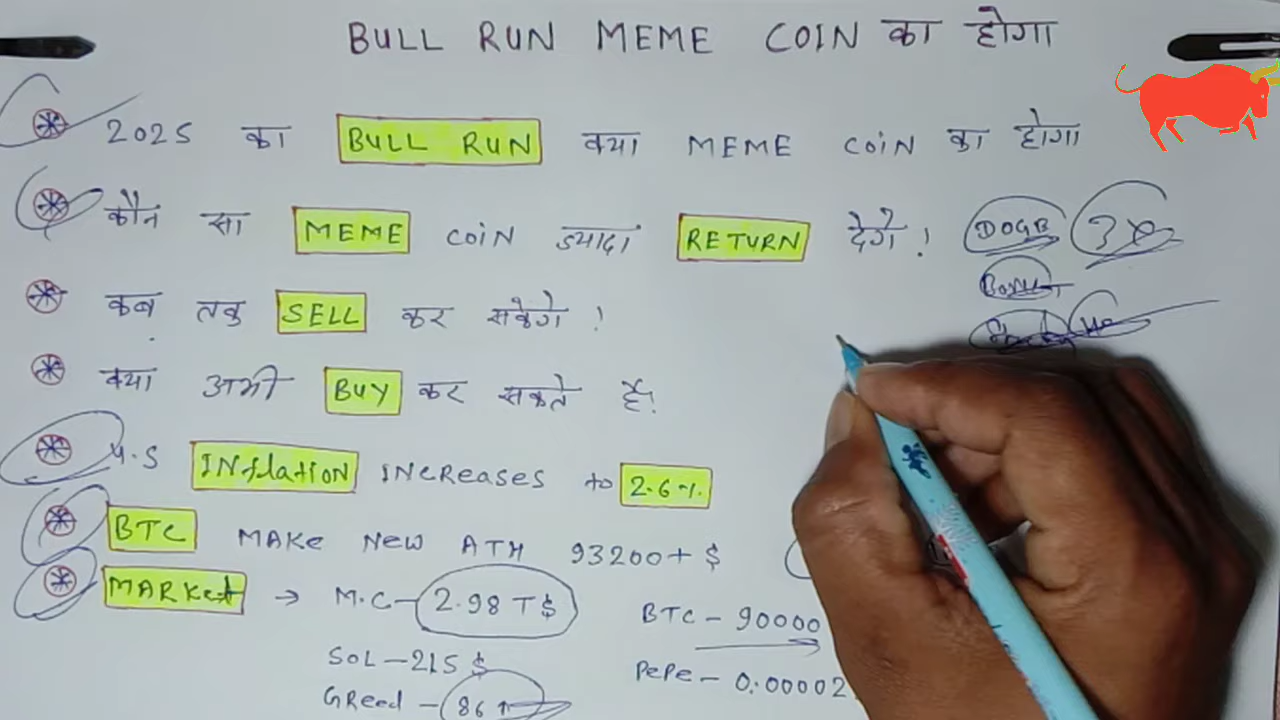 BULL RUN MEME COIN का होगा
2025 का BULL RUN क्या MEME COIN का होगा
कौन सा MEME COIN ज्यादा RETURN देगें! DOGE 3X
कब तक SELL कर सकेगे!
क्या अभी BUY कर सकते हैं!
U.S INflatION INCREASES to 2.6%
BTC MAKe New ATH 93200+ $
MARKet → M.C - 2.98 T $ BTC - 90000
SOL - 215 $ PePe - 0.00002
GReed - 86 ↑